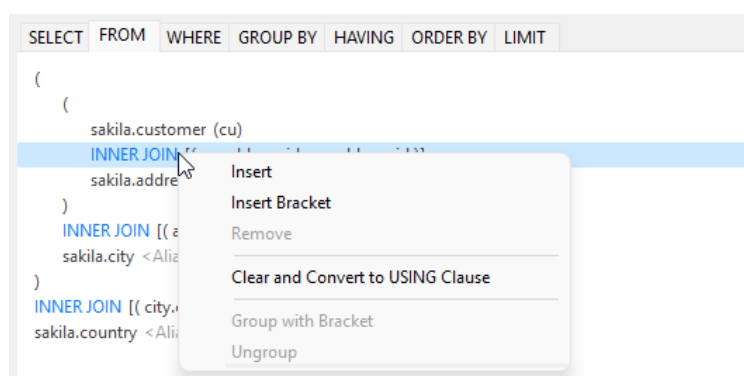 SELECT FROM WHERE GROUP BY HAVING ORDER BY LIMIT
(
(
sakila.customer (cu)
INNER JOIN [(
sakila.addre
)
INNER JOIN [( a
sakila.city <Alia
)
INNER JOIN [( city.
sakila.country <Ali
Insert
Insert Bracket
Remove
Clear and Convert to USING Clause
Group with Bracket
Ungroup